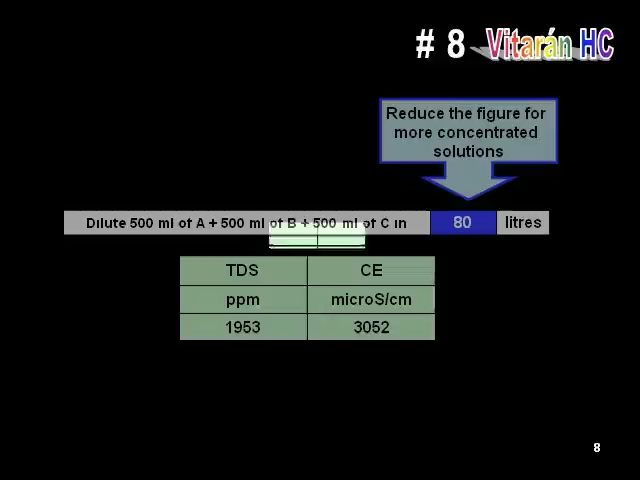 # 8 Vitarán HC
Reduce the figure for
more concentrated
solutions
Dilute 500 ml of A + 500 ml of B + 500 ml of C in 80 litres
TDS CE
ppm microS/cm
1953 3052
8